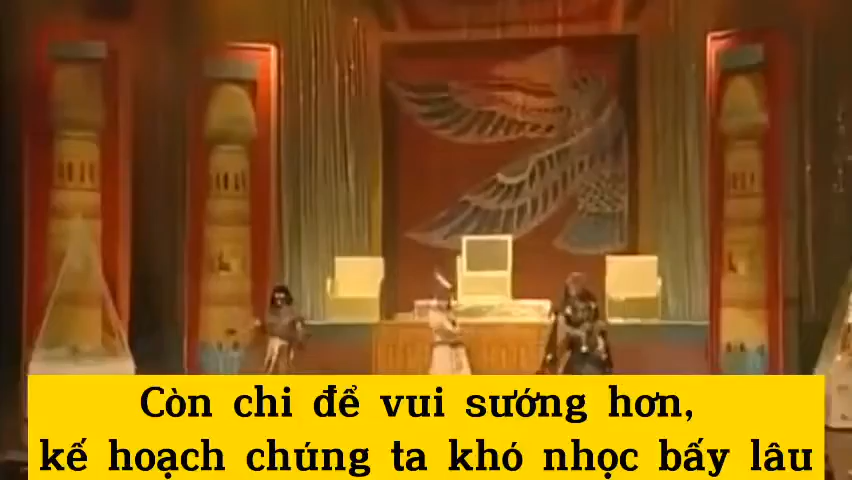 Còn chi để vui sướng hơn,
kế hoạch chúng ta khó nhọc bấy lâu